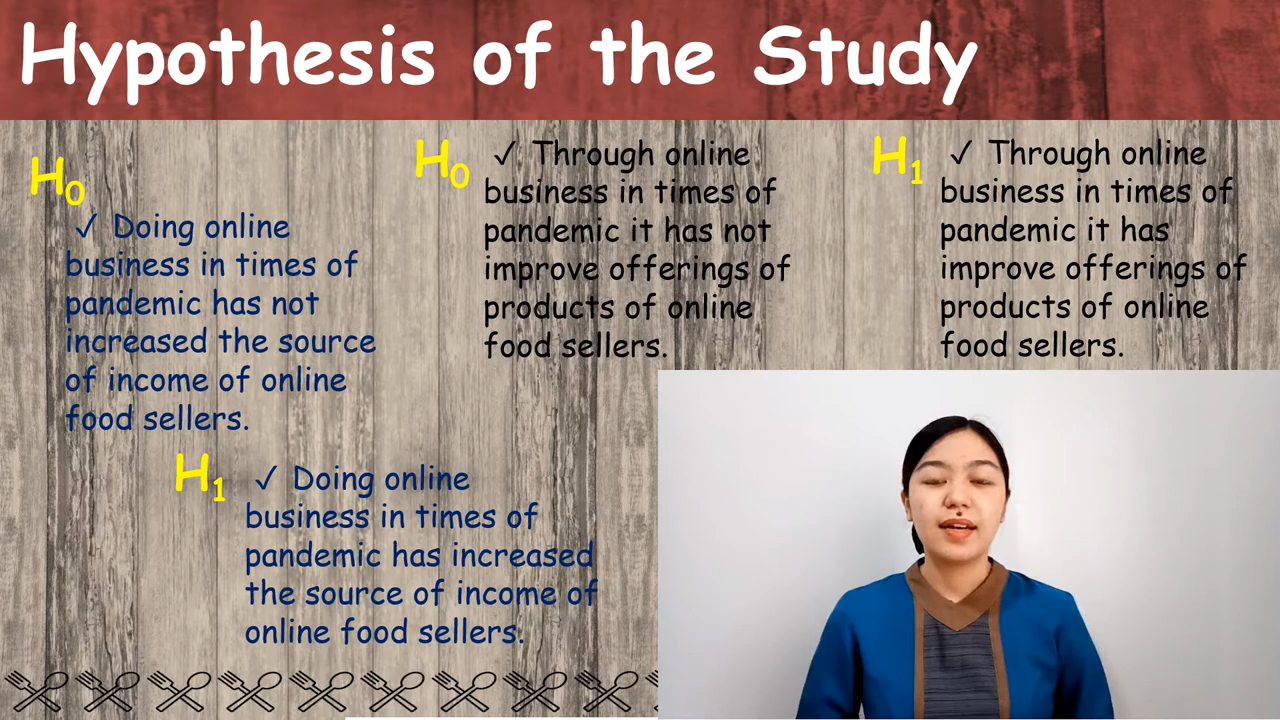 Hypothesis of the Study
H0
✓ Doing online
business in times of
pandemic has not
increased the source
of income of online
food sellers.
H1 ✓ Doing online
business in times of
pandemic has increased
the source of income of
online food sellers.
H0 ✓ Through online
business in times of
pandemic it has not
improve offerings of
products of online
food sellers.
H1 ✓ Through online
business in times of
pandemic it has
improve offerings of
products of online
food sellers.